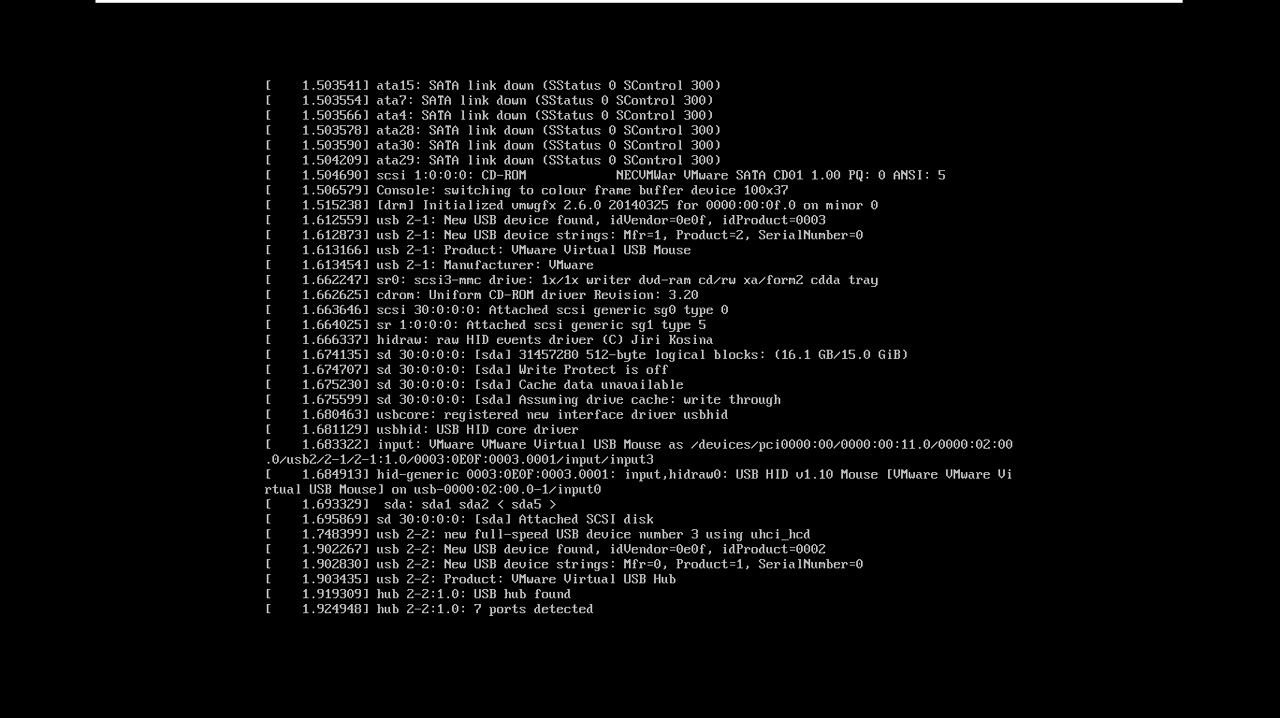 [    1.503541] ata15: SATA link down (SStatus 0 SControl 300)
[    1.503554] ata7: SATA link down (SStatus 0 SControl 300)
[    1.503566] ata4: SATA link down (SStatus 0 SControl 300)
[    1.503578] ata28: SATA link down (SStatus 0 SControl 300)
[    1.503590] ata30: SATA link down (SStatus 0 SControl 300)
[    1.504209] ata29: SATA link down (SStatus 0 SControl 300)
[    1.504690] scsi 1:0:0:0: CD-ROM            NECVMWar VMware SATA CD01 1.00 PQ: 0 ANSI: 5
[    1.506579] Console: switching to colour frame buffer device 100x37
[    1.515238] [drm] Initialized vmwgfx 2.6.0 20140325 for 0000:00:0f.0 on minor 0
[    1.612559] usb 2-1: New USB device found, idVendor=0e0f, idProduct=0003
[    1.612873] usb 2-1: New USB device strings: Mfr=1, Product=2, SerialNumber=0
[    1.613166] usb 2-1: Product: VMware Virtual USB Mouse
[    1.613454] usb 2-1: Manufacturer: VMware
[    1.662247] sr0: scsi3-mmc drive: 1x/1x writer dvd-ram cd/rw xa/form2 cdda tray
[    1.662625] cdrom: Uniform CD-ROM driver Revision: 3.20
[    1.663646] scsi 30:0:0:0: Attached scsi generic sg0 type 0
[    1.664025] sr 1:0:0:0: Attached scsi generic sg1 type 5
[    1.666337] hidraw: raw HID events driver (C) Jiri Kosina
[    1.674135] sd 30:0:0:0: [sda] 31457280 512-byte logical blocks: (16.1 GB/15.0 GiB)
[    1.674707] sd 30:0:0:0: [sda] Write Protect is off
[    1.675230] sd 30:0:0:0: [sda] Cache data unavailable
[    1.675599] sd 30:0:0:0: [sda] Assuming drive cache: write through
[    1.680463] usbcore: registered new interface driver usbhid
[    1.681129] usbhid: USB HID core driver
[    1.683322] input: VMware VMware Virtual USB Mouse as /devices/pci0000:00/0000:00:11.0/0000:02:00
.0/usb2/2-1/2-1:1.0/0003:0E0F:0003.0001/input/input3
[    1.684913] hid-generic 0003:0E0F:0003.0001: input,hidraw0: USB HID v1.10 Mouse [VMware VMware Vi
rtual USB Mouse] on usb-0000:02:00.0-1/input0
[    1.693329]  sda: sda1 sda2 < sda5 >
[    1.695869] sd 30:0:0:0: [sda] Attached SCSI disk
[    1.748399] usb 2-2: new full-speed USB device number 3 using uhci_hcd
[    1.902267] usb 2-2: New USB device found, idVendor=0e0f, idProduct=0002
[    1.902830] usb 2-2: New USB device strings: Mfr=0, Product=1, SerialNumber=0
[    1.903435] usb 2-2: Product: VMware Virtual USB Hub
[    1.919309] hub 2-2:1.0: USB hub found
[    1.924948] hub 2-2:1.0: 7 ports detected